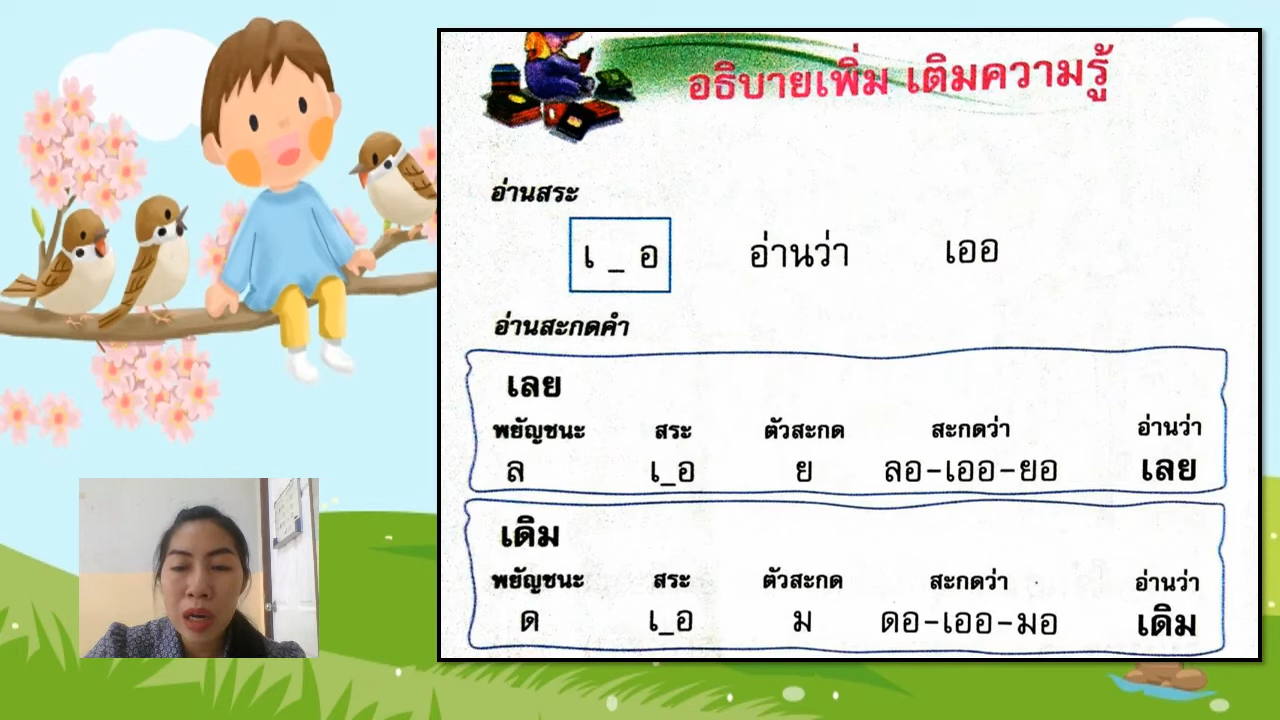 อธิบายเพิ่ม เติมความรู้
อ่านสระ
เ _ อ อ่านว่า เออ
อ่านสะกดคำ
เลย
พยัญชนะ สระ ตัวสะกด สะกดว่า อ่านว่า
ล เ_อ ย ลอ-เออ-ยอ เลย
เดิม
พยัญชนะ สระ ตัวสะกด สะกดว่า อ่านว่า
ด เ_อ ม ดอ-เออ-มอ เดิม